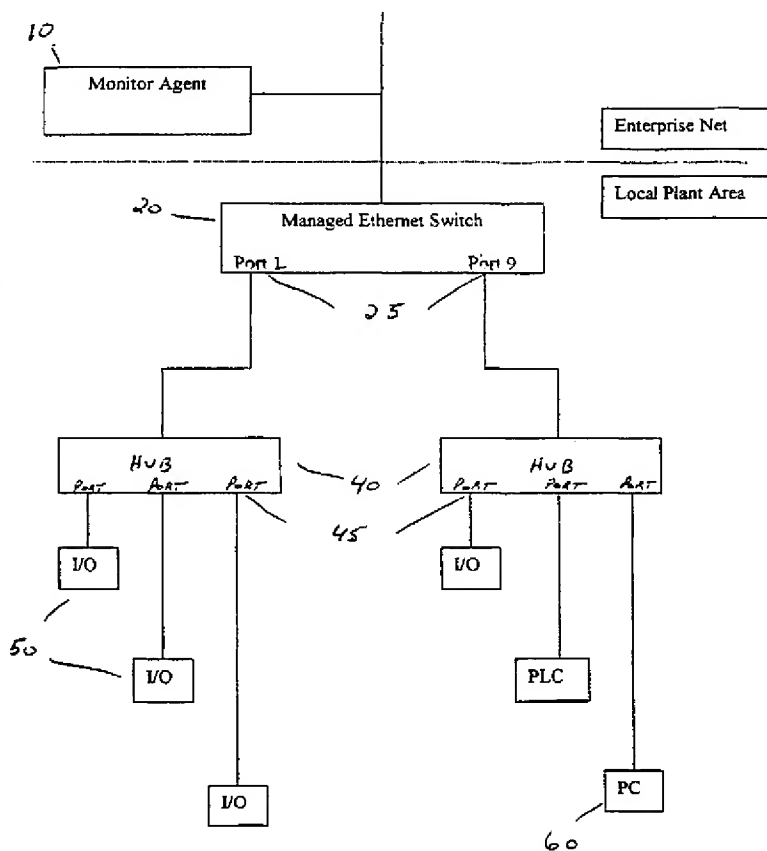 10
Monitor Agent
Enterprise Net
Local Plant Area
20
Managed Ethernet Switch
Port 1
Port 9
25
HUB
PORT PORT PORT
40
HUB
PORT PORT PORT
45
I/O
I/O
50
I/O
PLC
I/O
PC
60